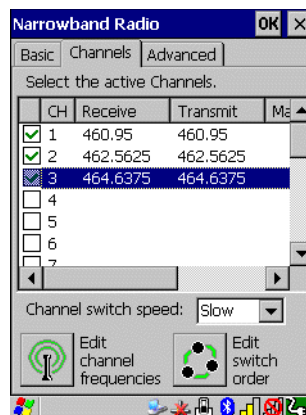 Narrowband Radio OK
Basic Channels Advanced
Select the active Channels.
CH Receive Transmit Ma
1 460.95 460.95
2 462.5625 462.5625
3 464.6375 464.6375
4
5
6
7
Channel switch speed: Slow
Edit channel frequencies
Edit switch order